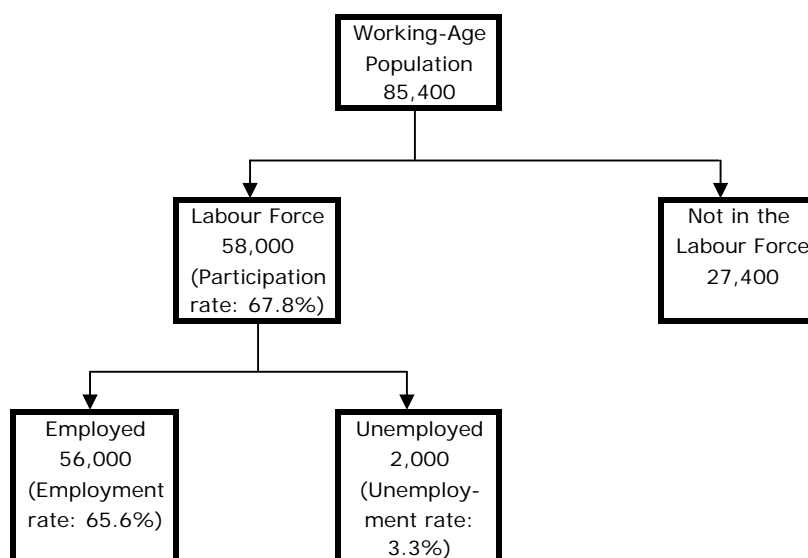 Working-Age
Population
85,400
Labour Force
58,000
(Participation
rate: 67.8%)
Not in the
Labour Force
27,400
Employed
56,000
(Employment
rate: 65.6%)
Unemployed
2,000
(Unemploy-
ment rate:
3.3%)